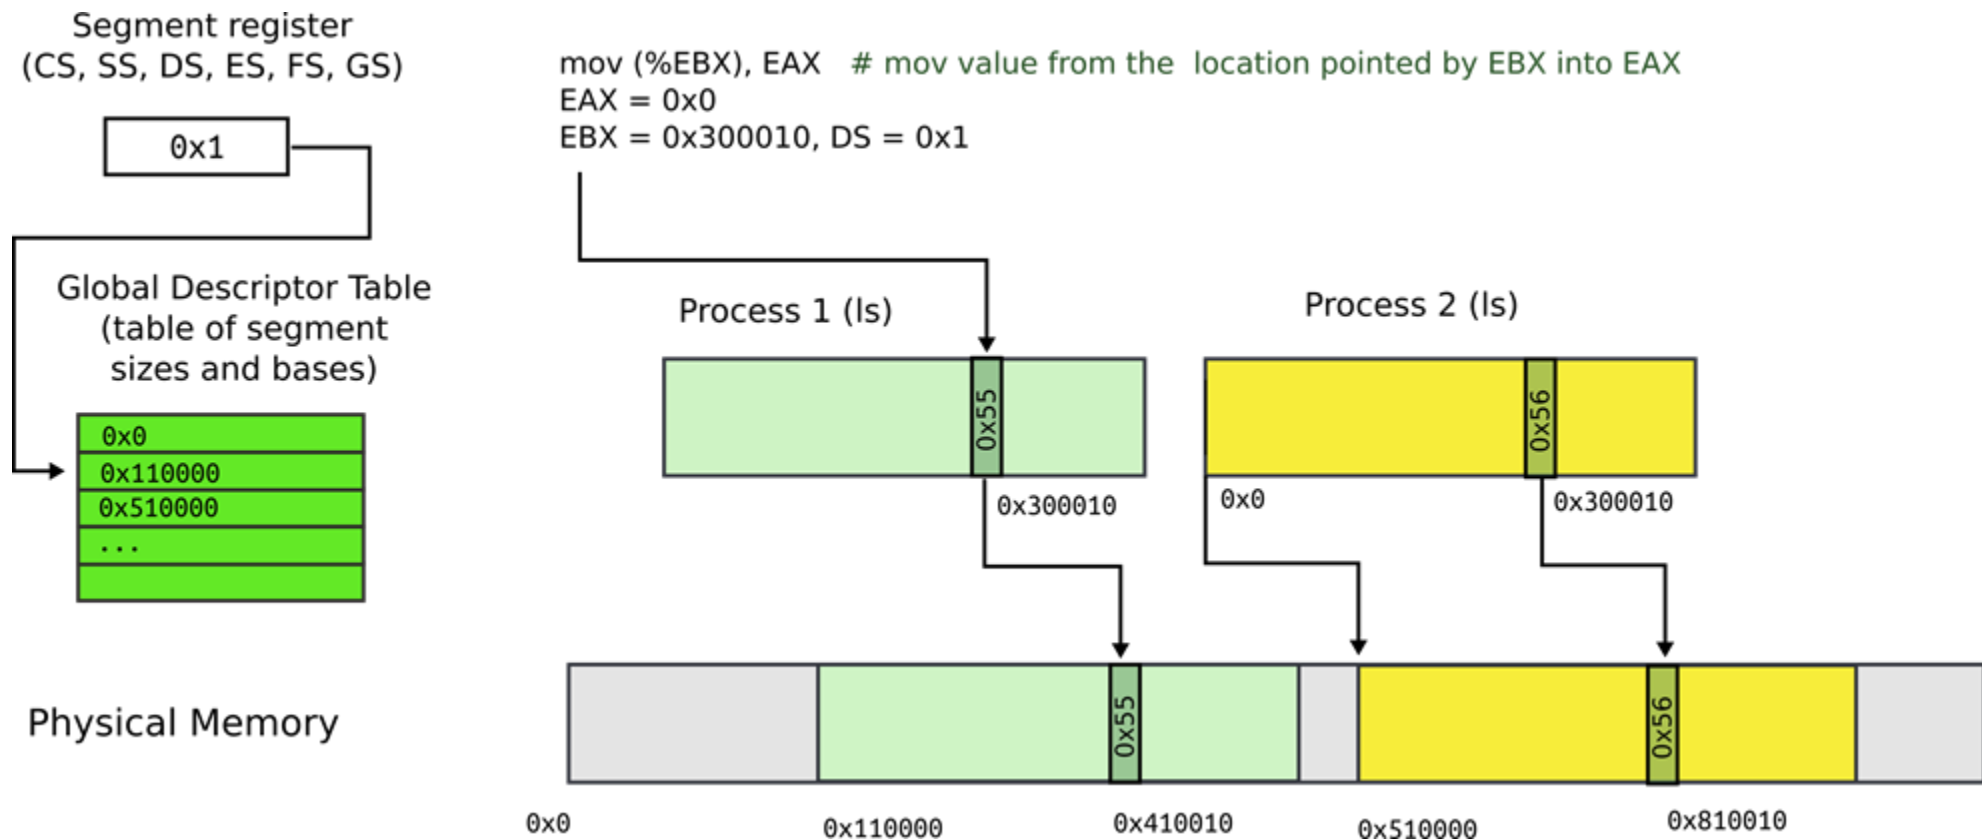 Segment register
(CS, SS, DS, ES, FS, GS)
0x1
mov (%EBX), EAX # mov value from the location pointed by EBX into EAX
EAX = 0x0
EBX = 0x300010, DS = 0x1
Global Descriptor Table
(table of segment
sizes and bases)
0x0
0x110000
0x510000
...
Process 1 (ls)
0x55
0x300010
Process 2 (ls)
0x56
0x0
0x300010
Physical Memory
0x55
0x56
0x0
0x110000
0x410010
0x510000
0x810010